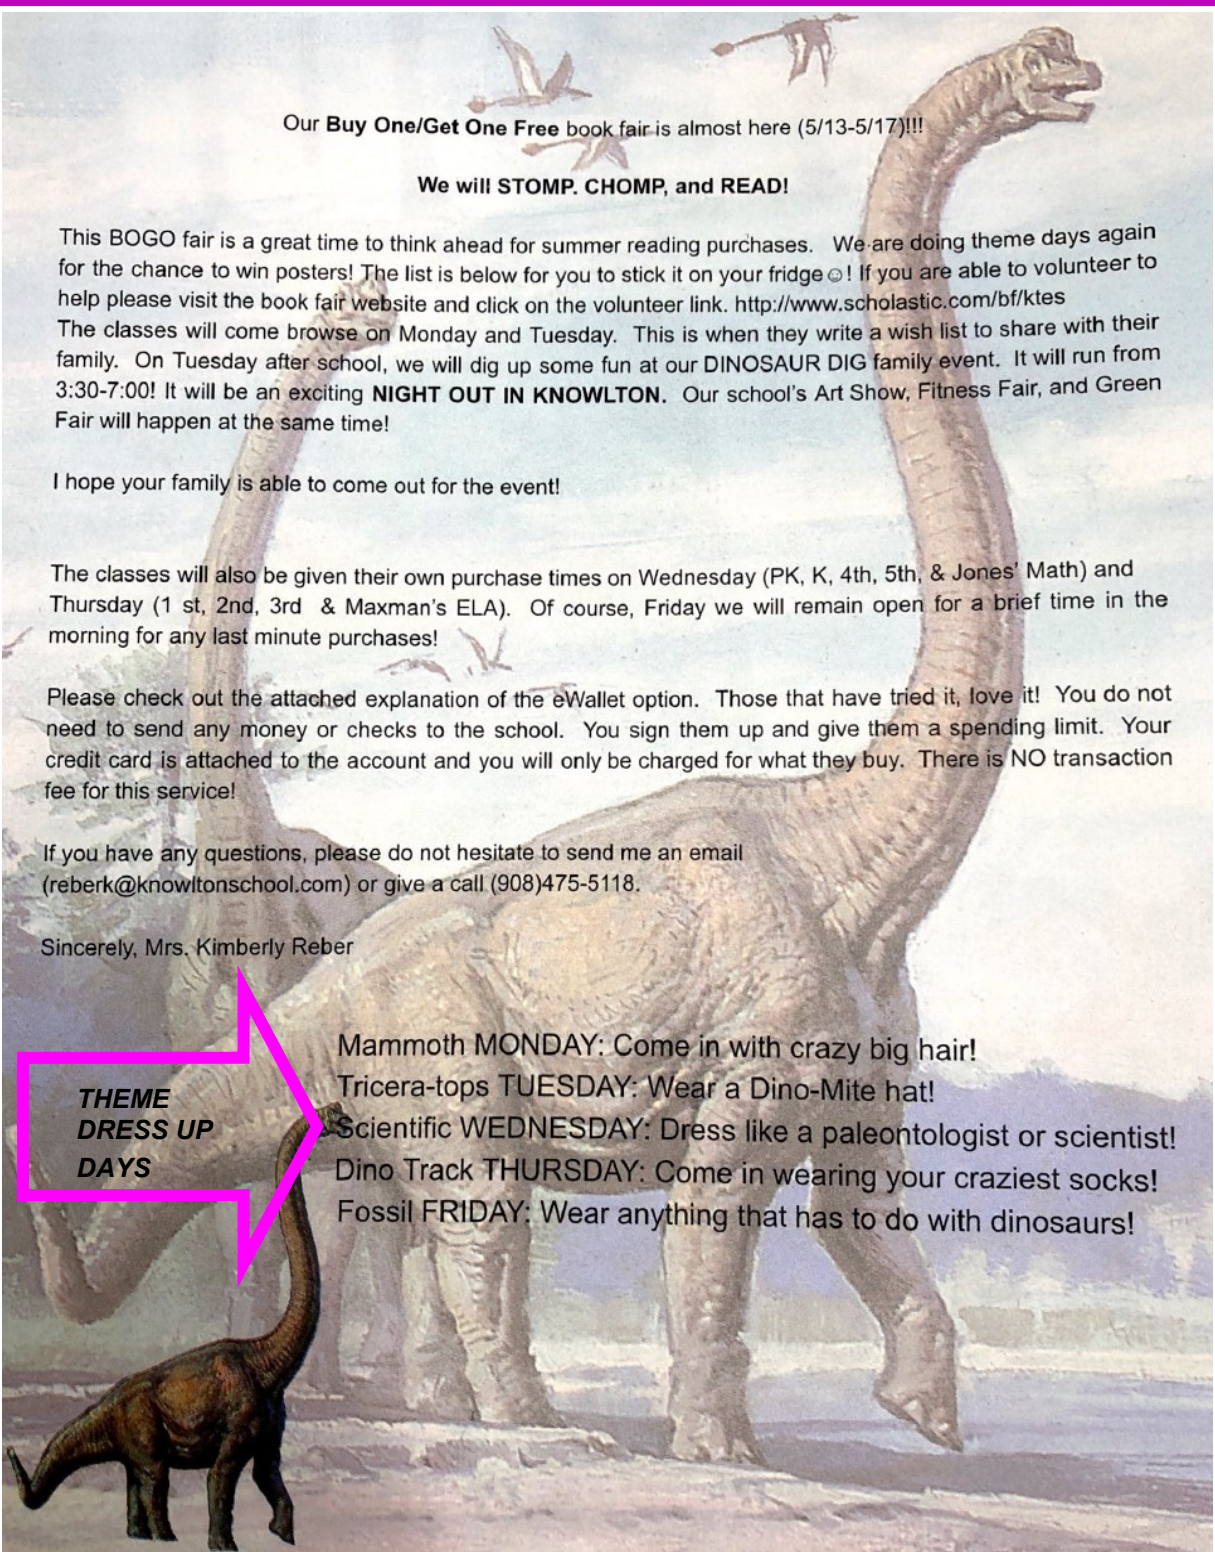 Our Buy One/Get One Free book fair is almost here (5/13-5/17)!!!
We will STOMP. CHOMP, and READ!
This BOGO fair is a great time to think ahead for summer reading purchases. We are doing theme days again
for the chance to win posters! The list is below for you to stick it on your fridge☺! If you are able to volunteer to
help please visit the book fair website and click on the volunteer link. http://www.scholastic.com/bf/ktes
The classes will come browse on Monday and Tuesday. This is when they write a wish list to share with their
family. On Tuesday after school, we will dig up some fun at our DINOSAUR DIG family event. It will run from
3:30-7:00! It will be an exciting NIGHT OUT IN KNOWLTON. Our school's Art Show, Fitness Fair, and Green
Fair will happen at the same time!
I hope your family is able to come out for the event!
The classes will also be given their own purchase times on Wednesday (PK, K, 4th, 5th, & Jones' Math) and
Thursday (1 st, 2nd, 3rd & Maxman's ELA). Of course, Friday we will remain open for a brief time in the
morning for any last minute purchases!
Please check out the attached explanation of the eWallet option. Those that have tried it, love it! You do not
need to send any money or checks to the school. You sign them up and give them a spending limit. Your
credit card is attached to the account and you will only be charged for what they buy. There is NO transaction
fee for this service!
If you have any questions, please do not hesitate to send me an email
(reberk@knowltonschool.com) or give a call (908)475-5118.
Sincerely, Mrs. Kimberly Reber
THEME
DRESS UP
DAYS
Mammoth MONDAY: Come in with crazy big hair!
Tricera-tops TUESDAY: Wear a Dino-Mite hat!
Scientific WEDNESDAY: Dress like a paleontologist or scientist!
Dino Track THURSDAY: Come in wearing your craziest socks!
Fossil FRIDAY: Wear anything that has to do with dinosaurs!